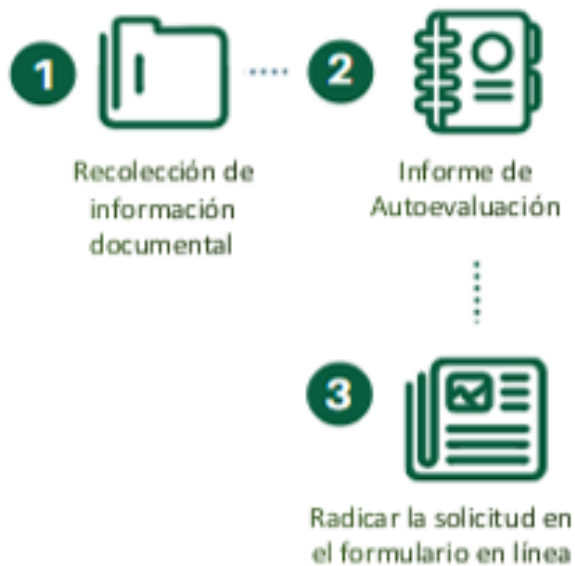 1
Recolección de
información
documental
2
Informe de
Autoevaluación
3
Radicar la solicitud en
el formulario en línea